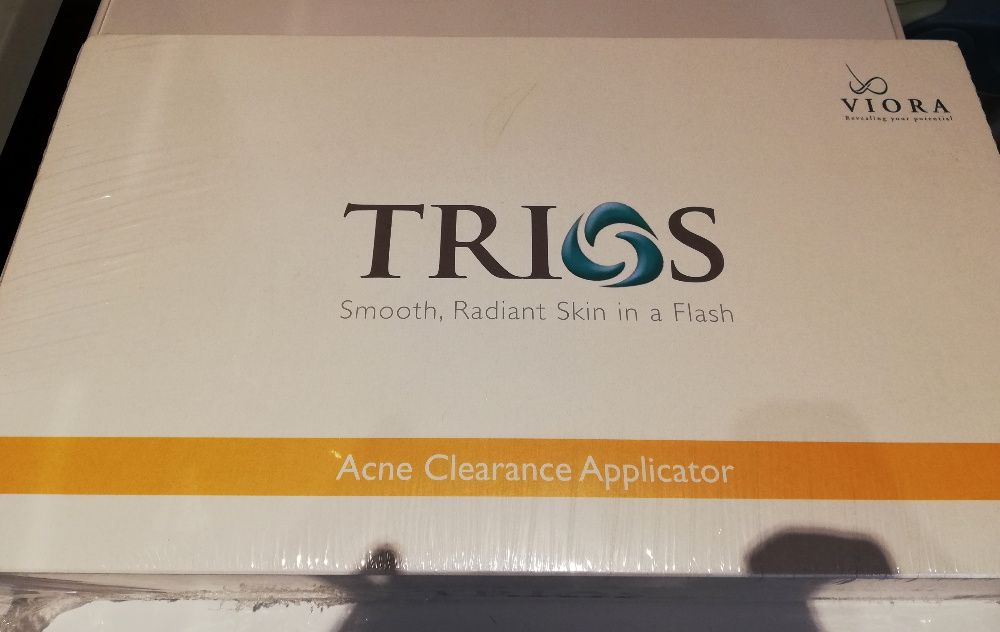 VIORA
Revealing your potential
TRIOS
Smooth, Radiant Skin in a Flash
Acne Clearance Applicator